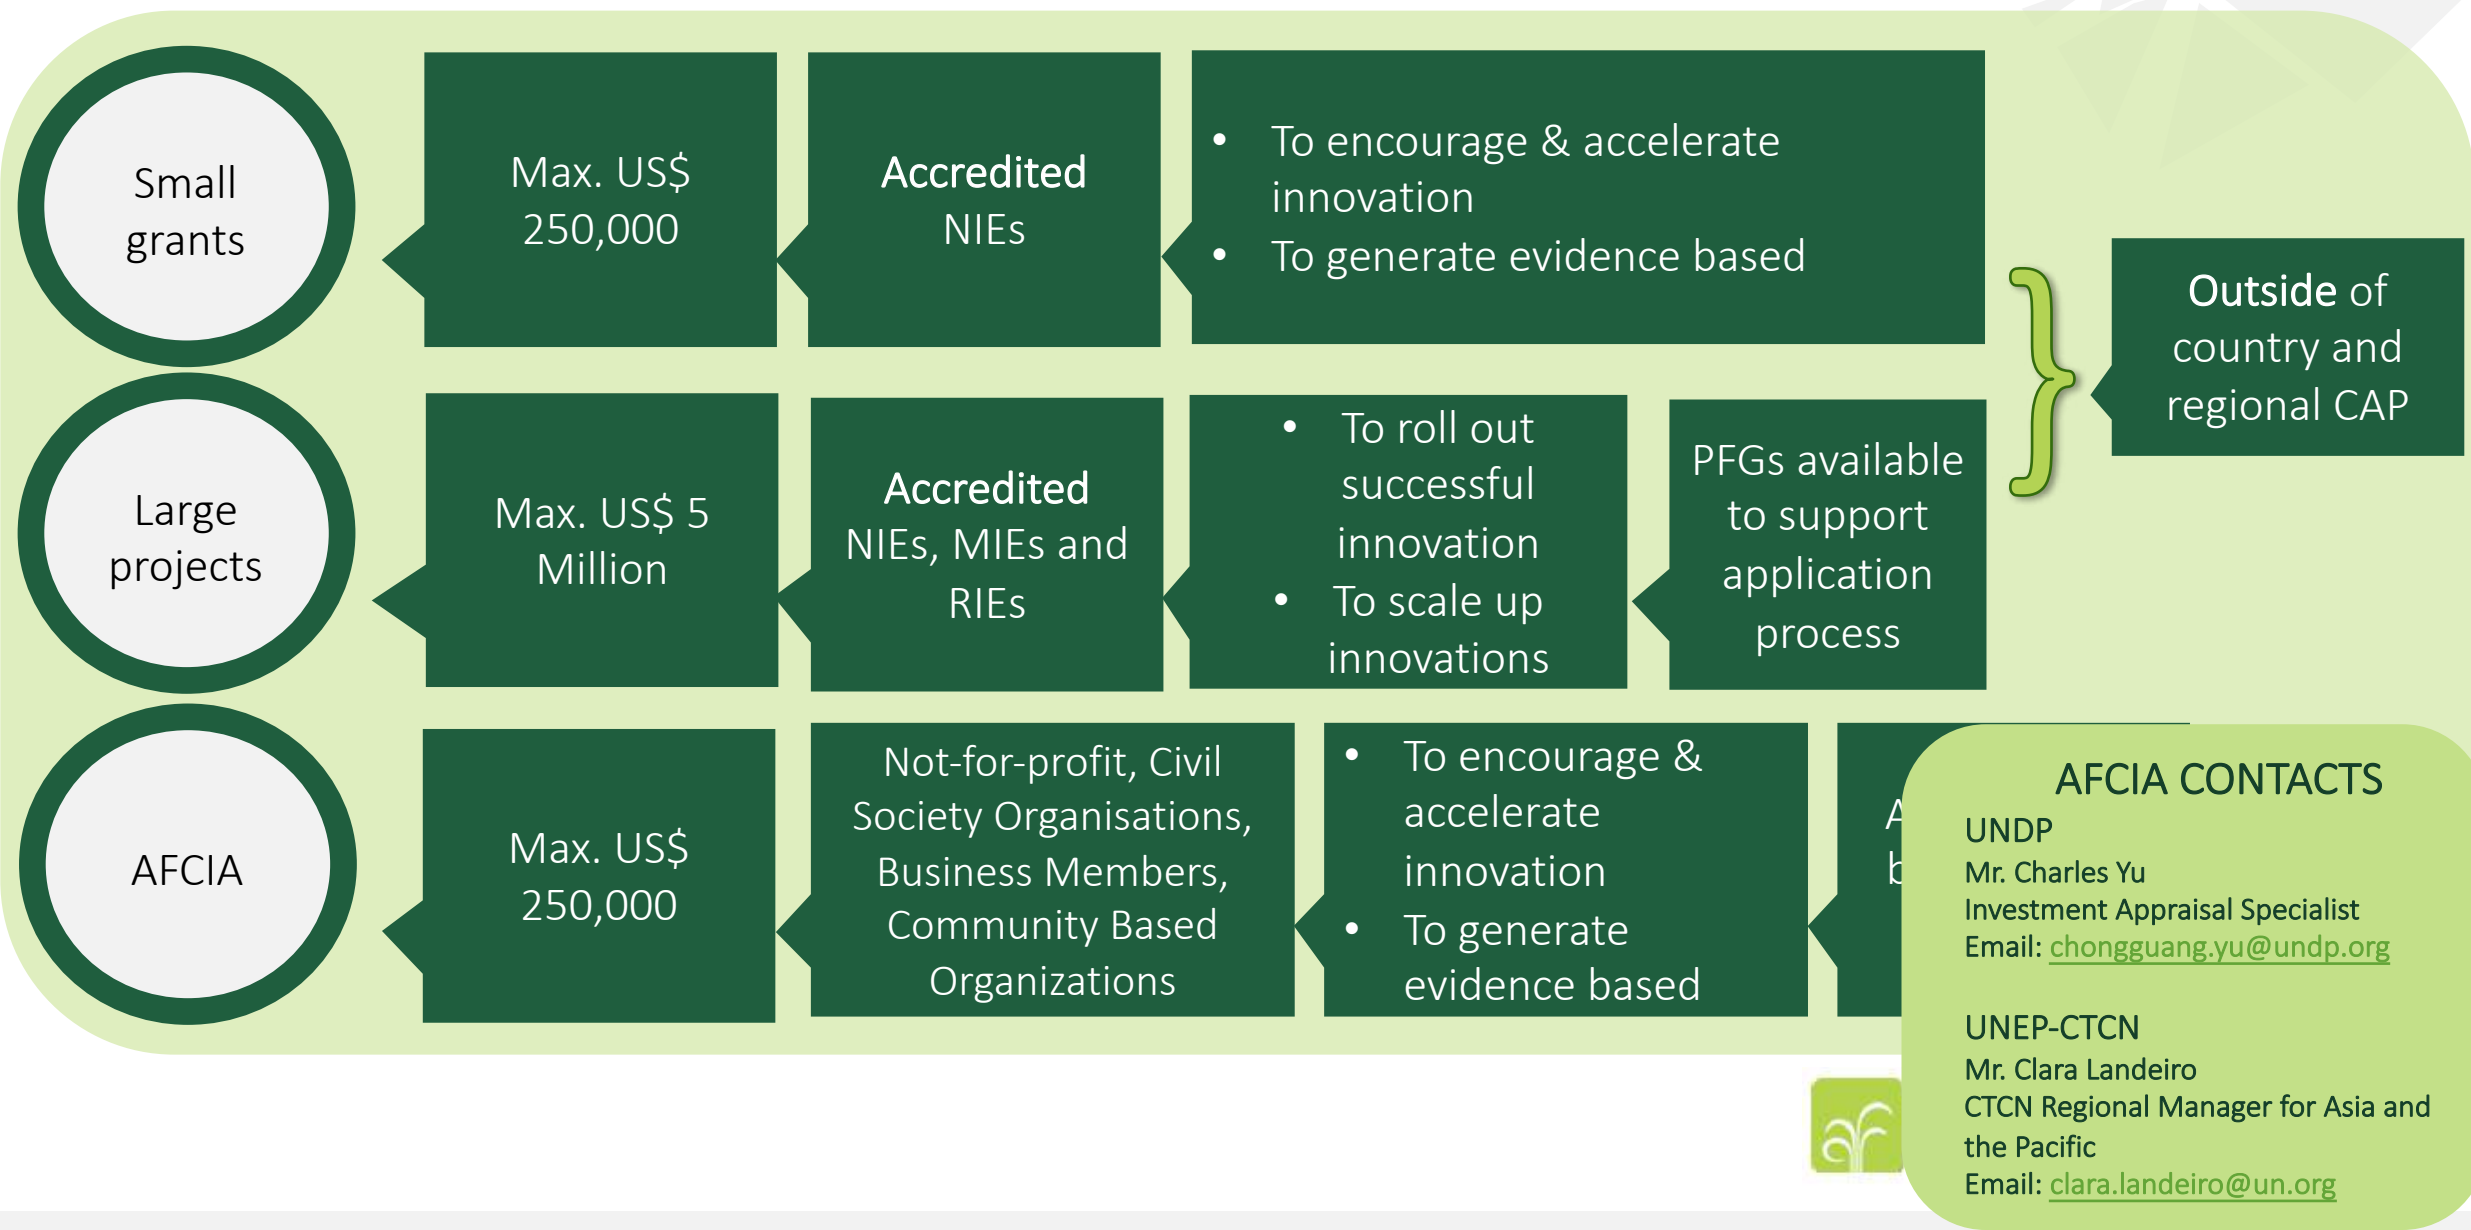 Small
grants
Max. US$
250,000
Accredited
NIEs
• To encourage & accelerate
innovation
• To generate evidence based
Outside of
country and
regional CAP
Large
projects
Max. US$ 5
Million
Accredited
NIEs, MIEs and
RIEs
• To roll out
successful
innovation
• To scale up
innovations
PFGs available
to support
application
process
AFCIA
Max. US$
250,000
Not-for-profit, Civil
Society Organisations,
Business Members,
Community Based
Organizations
• To encourage &
accelerate
innovation
• To generate
evidence based
AFCIA CONTACTS
UNDP
Mr. Charles Yu
Investment Appraisal Specialist
Email: chongguang.yu@undp.org
UNEP-CTCN
Mr. Clara Landeiro
CTCN Regional Manager for Asia and
the Pacific
Email: clara.landeiro@un.org